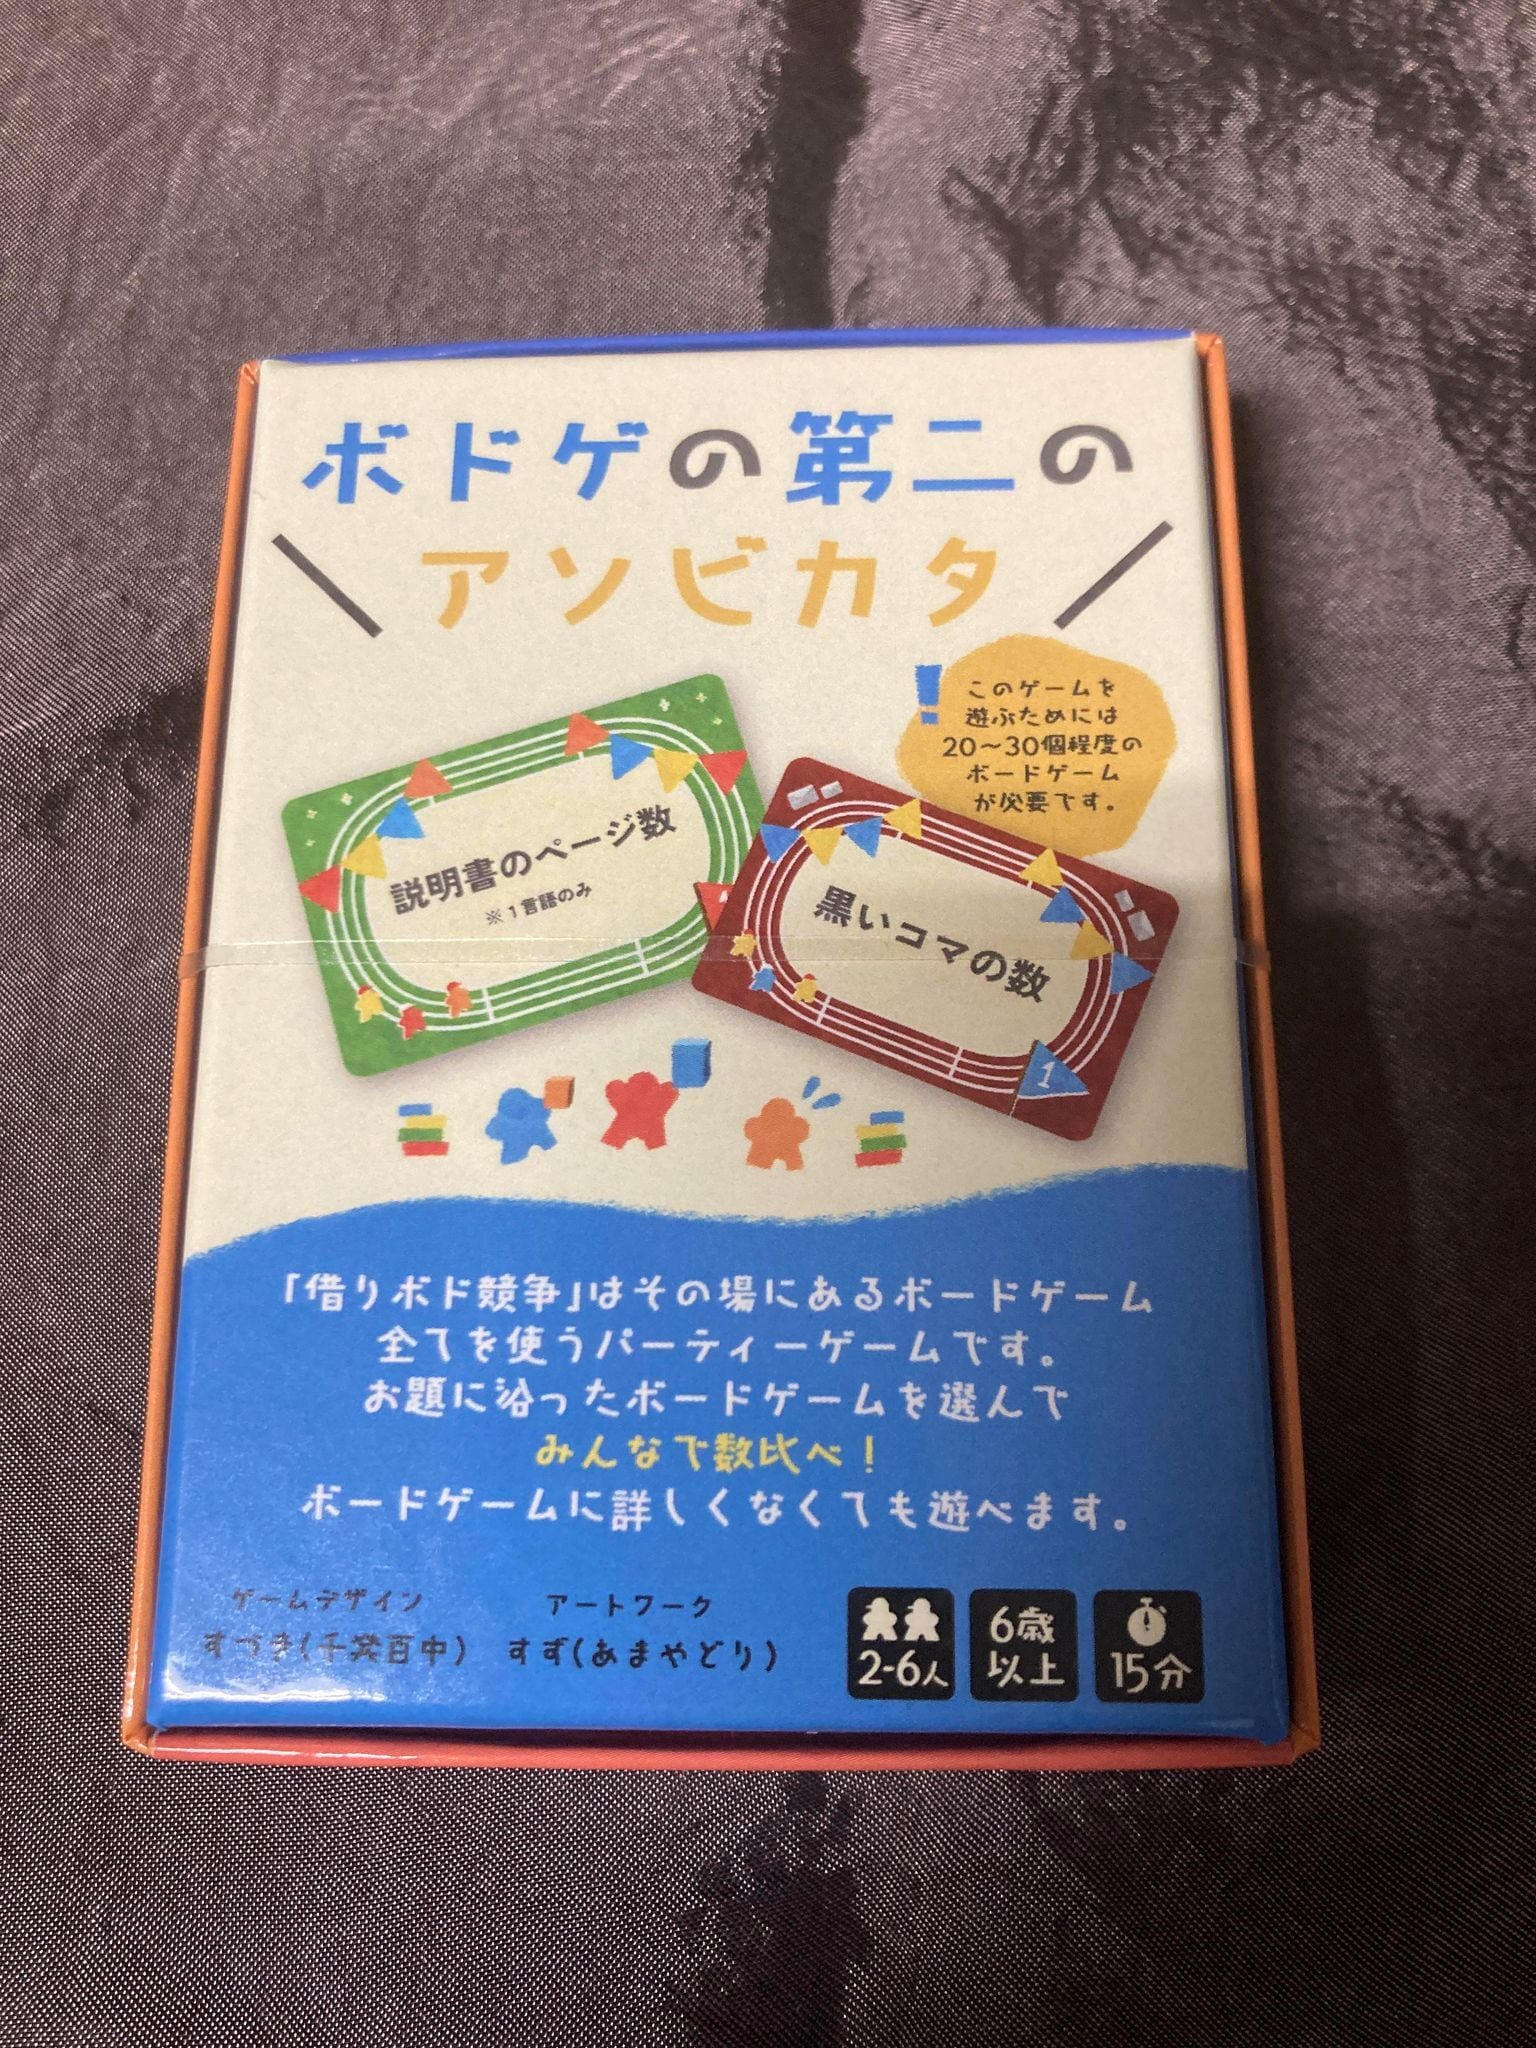 ボドゲの第二の
アソビカタ
!
このゲームを
遊ぶためには
20～30個程度の
ボードゲーム
が必要です。
説明書のページ数
※1言語のみ
黒いコマの数
1
「借りボド競争」はその場にあるボードゲーム
全てを使うパーティーゲームです。
お題に沿ったボードゲームを選んで
みんなで数比べ!
ボードゲームに詳しくなくても遊べます。
ゲームデザイン
すづき(千発百中)
アートワーク
すず(あまやどり)
2-6人
6歳
以上
15分